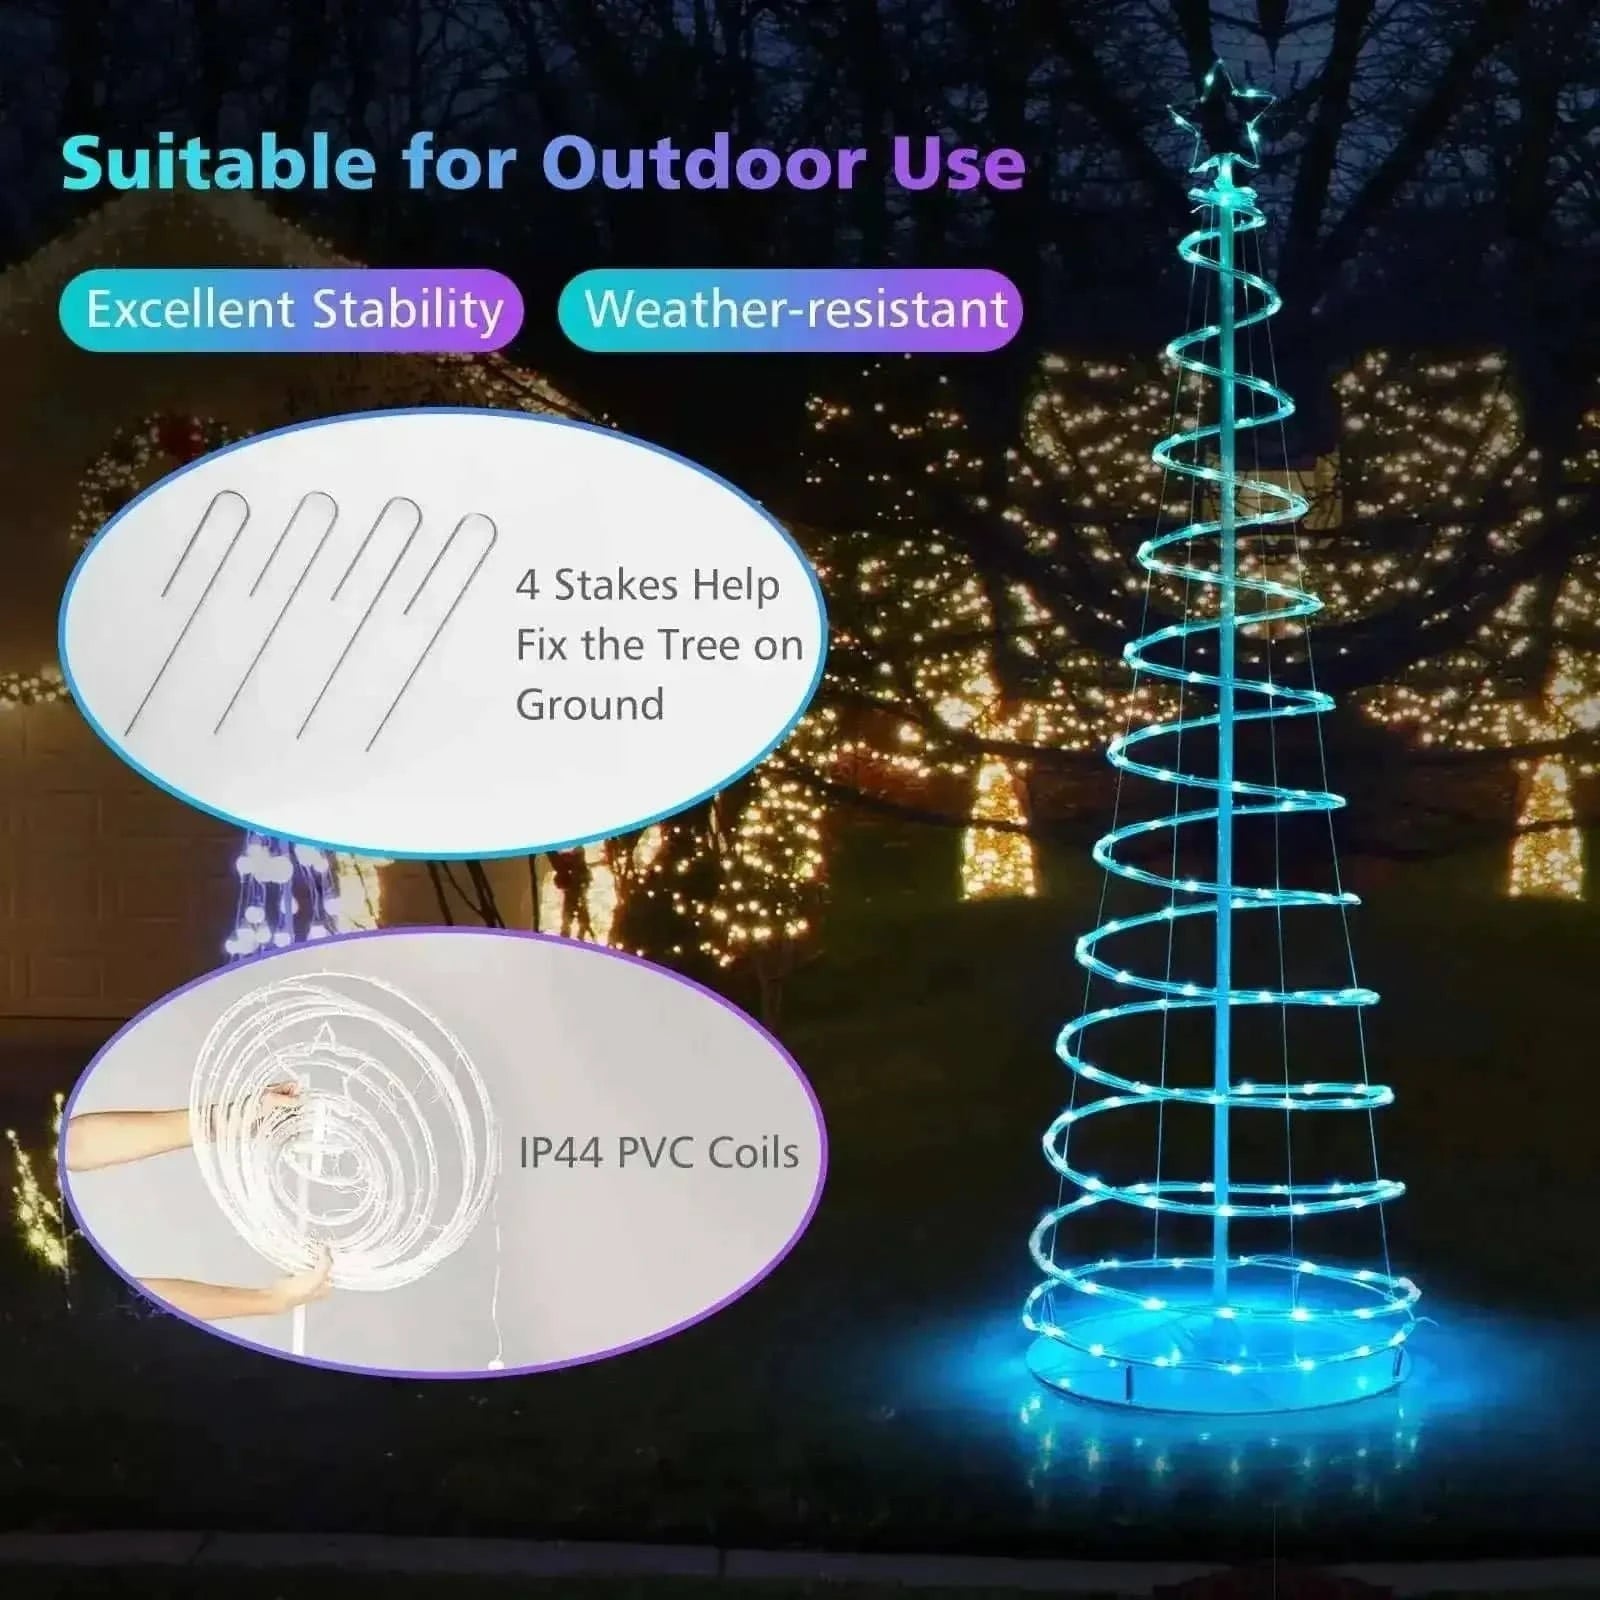 Suitable for Outdoor Use
Excellent Stability
Weather-resistant
4 Stakes Help
Fix the Tree on
Ground
IP44 PVC Coils